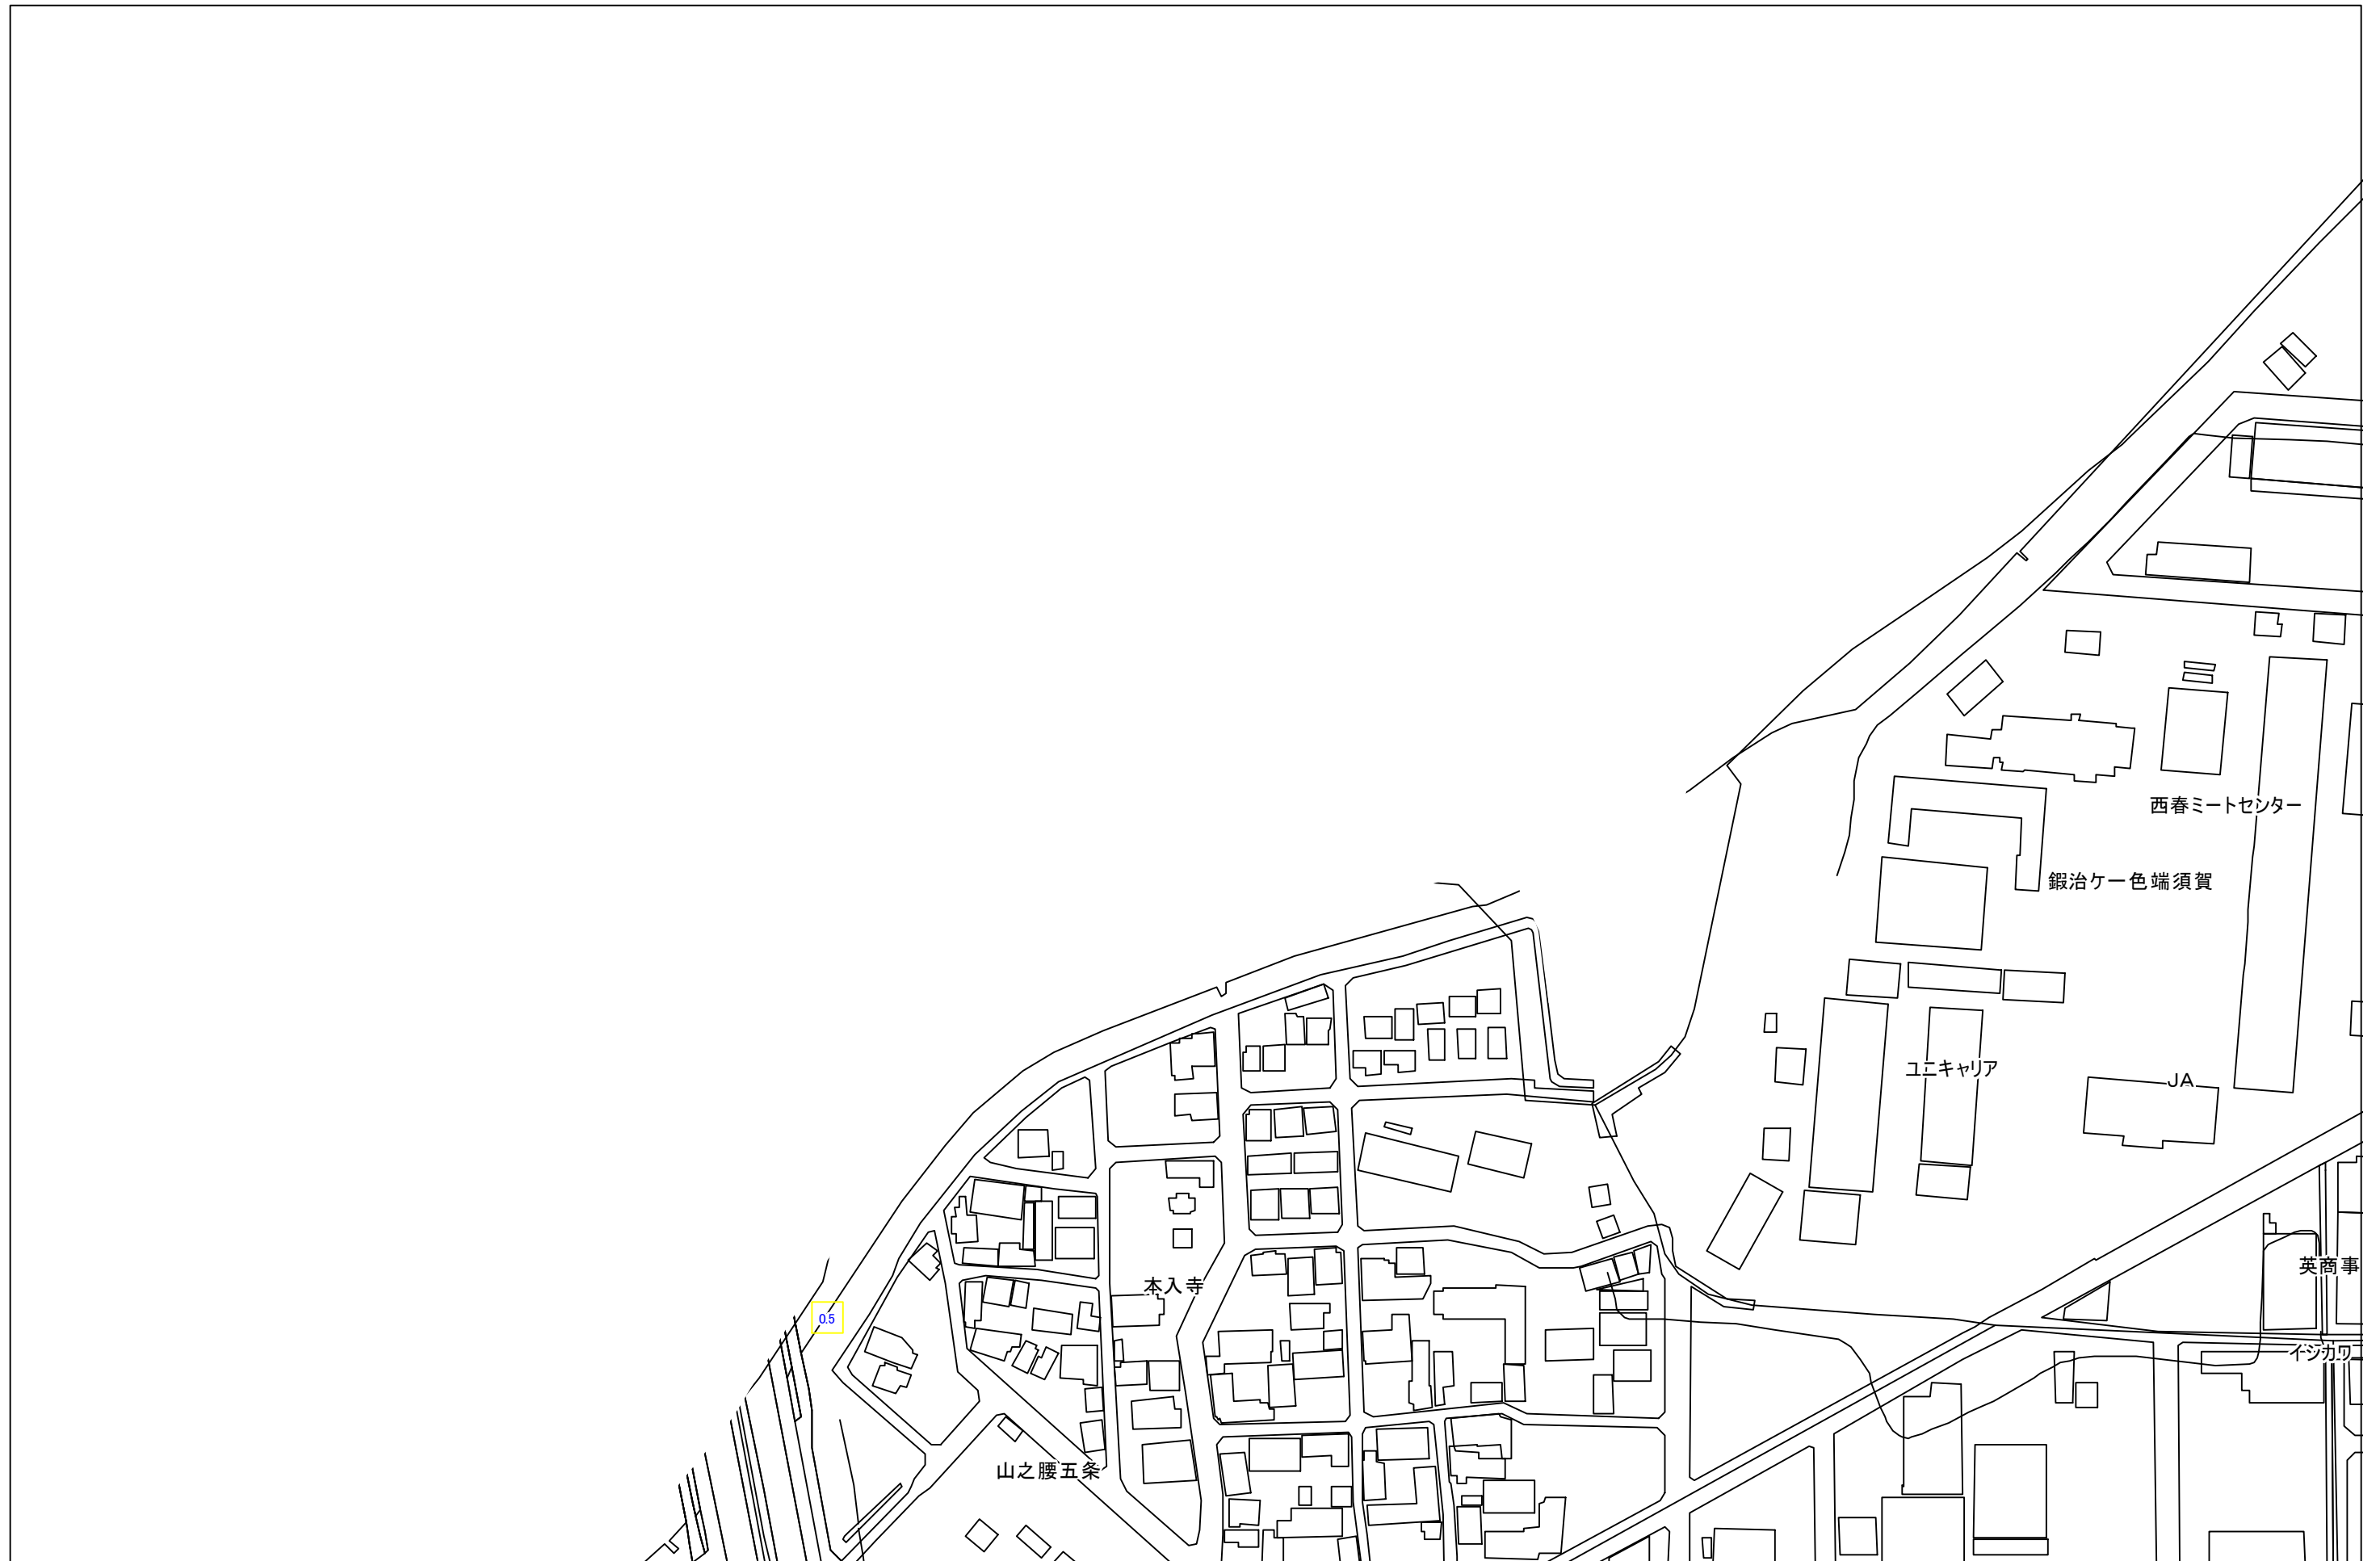 西春ミートセンター
鍜治ケ一色端須賀
ユニキャリア
JA
英商事
本入寺
0.5
イシカワ
山之腰五条